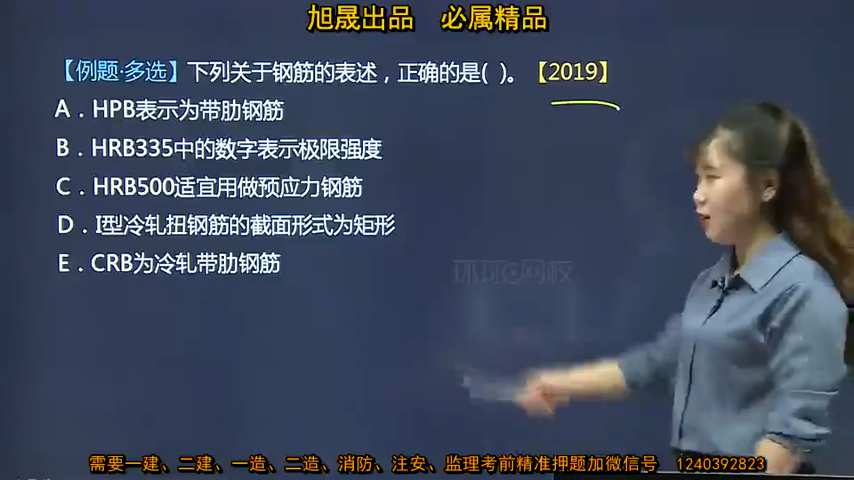 旭晟出品 必属精品
【例题·多选】下列关于钢筋的表述，正确的是( )。【2019】
A．HPB表示为带肋钢筋
B．HRB335中的数字表示极限强度
C．HRB500适宜用做预应力钢筋
D．I型冷轧扭钢筋的截面形式为矩形
E．CRB为冷轧带肋钢筋
环球网校
需要一建、二建、一造、二造、消防、注安、监理考前精准押题加微信号 1240392823